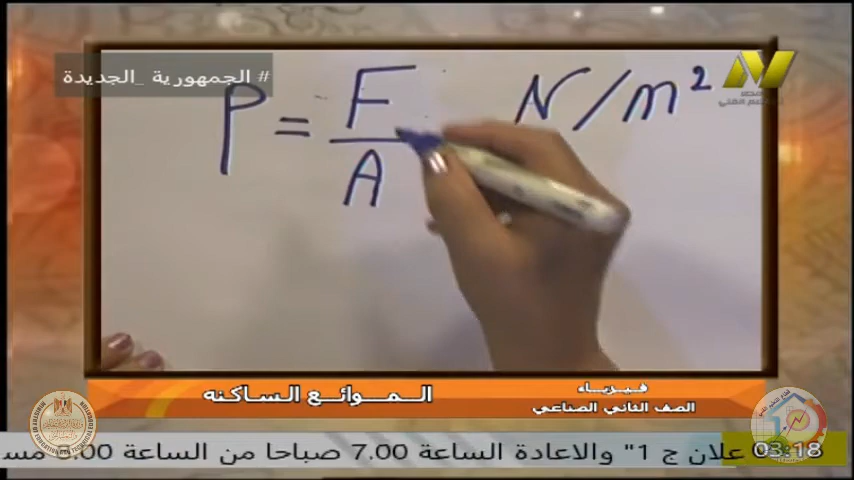 # الجمهورية _الجديدة
P = F / A
N/m²
فيزياء
الصف الثاني الصناعي
الموائع الساكنه
علان ج 1" والاعادة الساعة 7.00 صباحا من الساعة
03:18